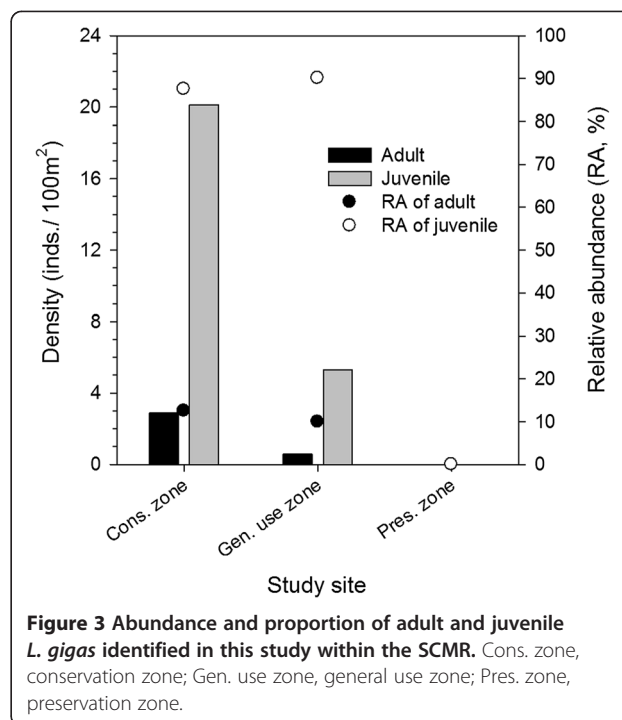 24
20
16
12
8
4
0
Density (inds./ 100m²)
100
90
80
70
60
50
40
30
20
10
0
Relative abundance (RA, %)
Adult
Juvenile
RA of adult
RA of juvenile
Cons. zone
Gen. use zone
Pres. zone
Study site
Figure 3 Abundance and proportion of adult and juvenile
L. gigas identified in this study within the SCMR. Cons. zone,
conservation zone; Gen. use zone, general use zone; Pres. zone,
preservation zone.